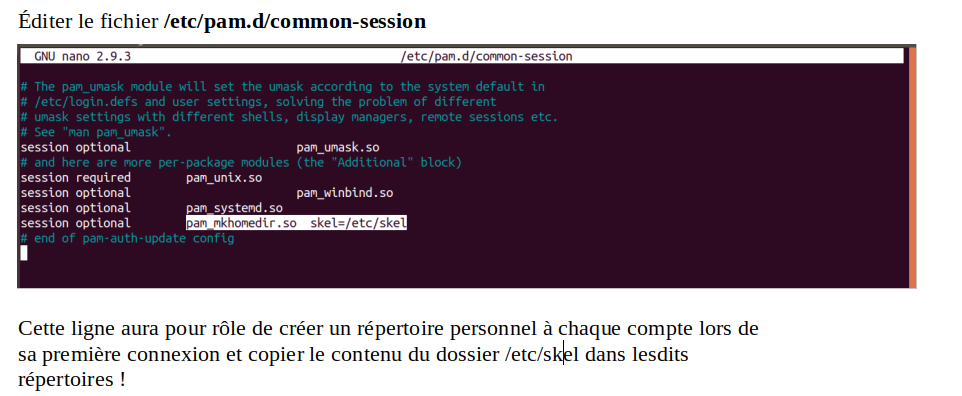 Éditer le fichier /etc/pam.d/common-session
GNU nano 2.9.3 /etc/pam.d/common-session
# The pam_umask module will set the umask according to the system default in
# /etc/login.defs and user settings, solving the problem of different
# umask settings with different shells, display managers, remote sessions etc.
# See "man pam_umask".
session optional pam_umask.so
# and here are more per-package modules (the "Additional" block)
session required pam_unix.so
session optional pam_winbind.so
session optional pam_systemd.so
session optional pam_mkhomedir.so skel=/etc/skel
# end of pam-auth-update config
Cette ligne aura pour rôle de créer un répertoire personnel à chaque compte lors de
sa première connexion et copier le contenu du dossier /etc/skel dans lesdits
répertoires !